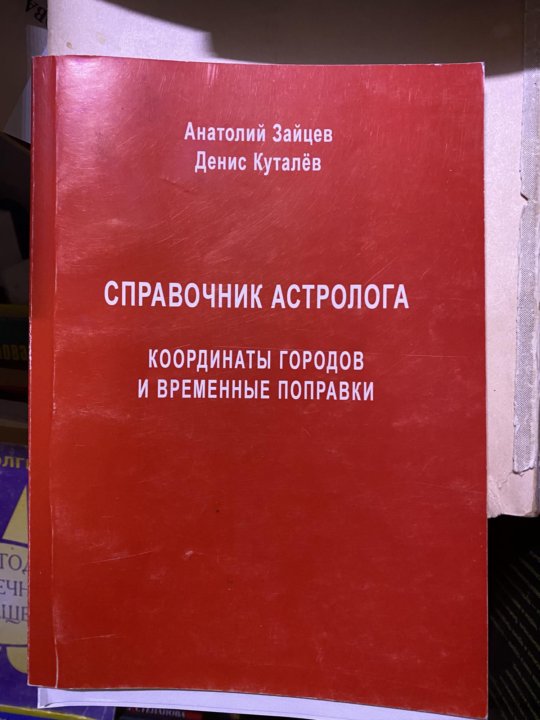 Анатолий Зайцев
Денис Куталёв
СПРАВОЧНИК АСТРОЛОГА
КООРДИНАТЫ ГОРОДОВ
И ВРЕМЕННЫЕ ПОПРАВКИ